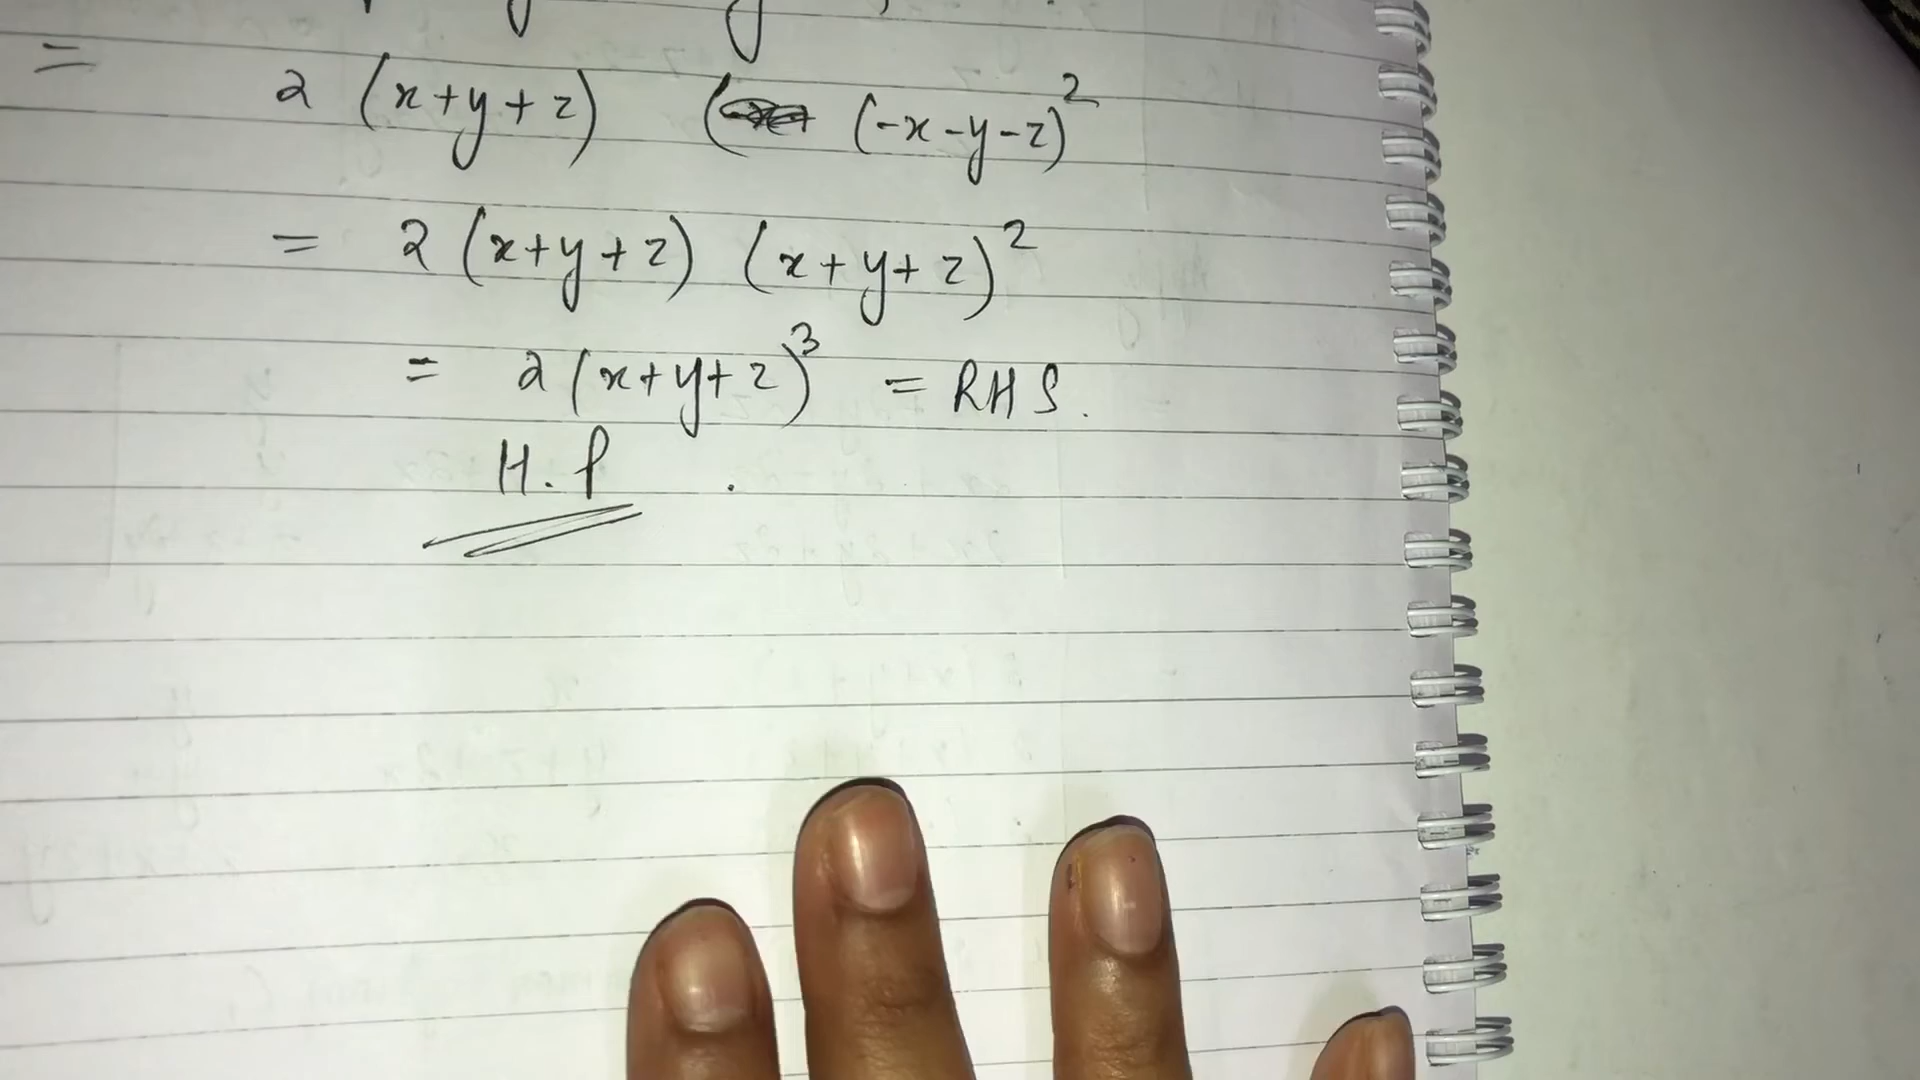 =
2 (x+y+z) ( (-x-y-z)²
= 2 (x+y+z) (x+y+z)²
= 2 (x+y+z)³ = RHS.
H.P.